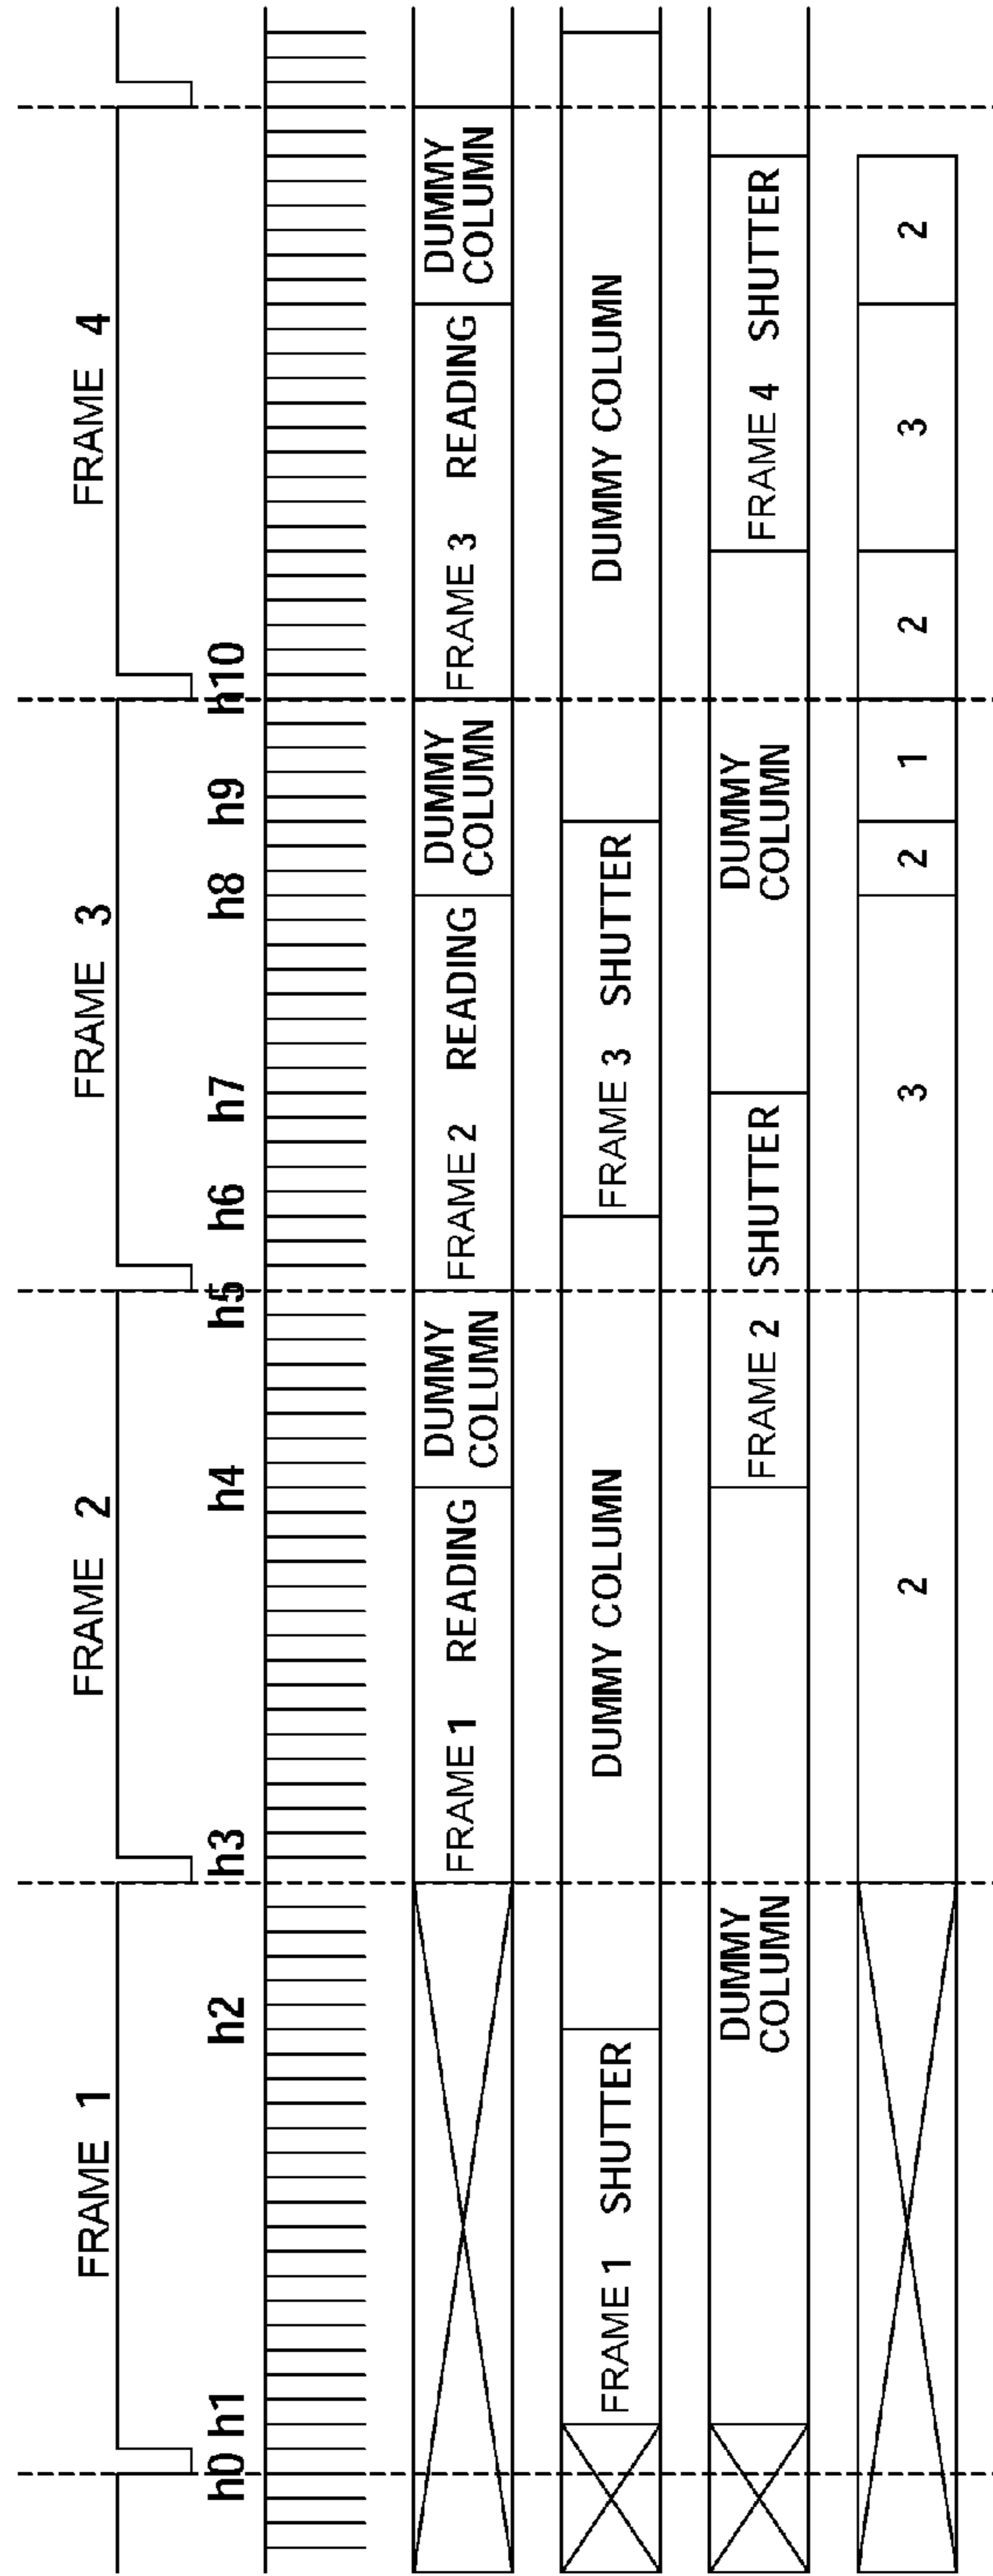 FRAME 1 FRAME 2 FRAME 3 FRAME 4
h0 h1 h2 h3 h4 h5 h6 h7 h8 h9 h10
FRAME 1 READING DUMMY FRAME 2 READING DUMMY FRAME 3 READING DUMMY
COLUMN COLUMN COLUMN
FRAME 1 SHUTTER DUMMY COLUMN FRAME 3 SHUTTER DUMMY COLUMN
DUMMY FRAME 2 SHUTTER DUMMY FRAME 4 SHUTTER
COLUMN COLUMN
2 3 2 1 2 3 2